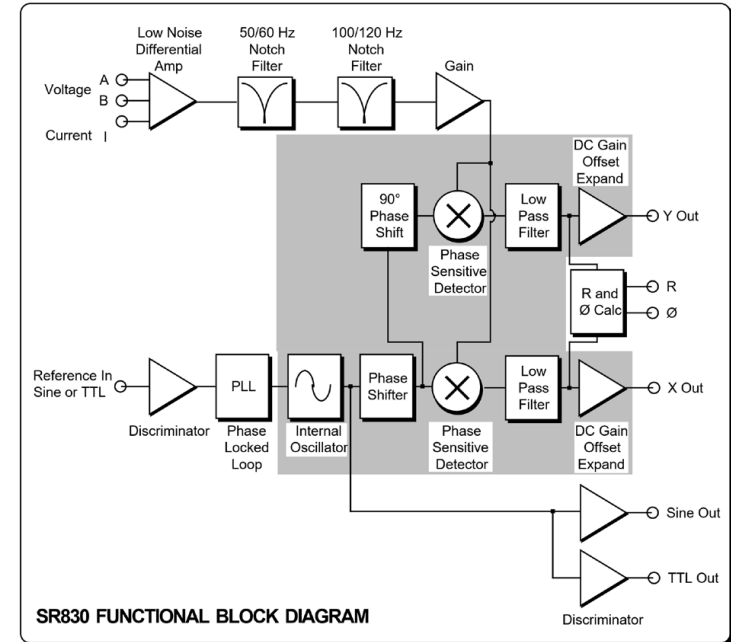 Low Noise
Differential
Amp
50/60 Hz
Notch
Filter
100/120 Hz
Notch
Filter
Gain
Voltage
A
B
Current
I
DC Gain
Offset
Expand
90°
Phase
Shift
Low
Pass
Filter
Y Out
Phase
Sensitive
Detector
R and
Ø Calc
R
Ø
Reference In
Sine or TTL
PLL
Phase
Shifter
Low
Pass
Filter
X Out
Discriminator
Phase
Locked
Loop
Internal
Oscillator
Phase
Sensitive
Detector
DC Gain
Offset
Expand
Sine Out
TTL Out
Discriminator
SR830 FUNCTIONAL BLOCK DIAGRAM